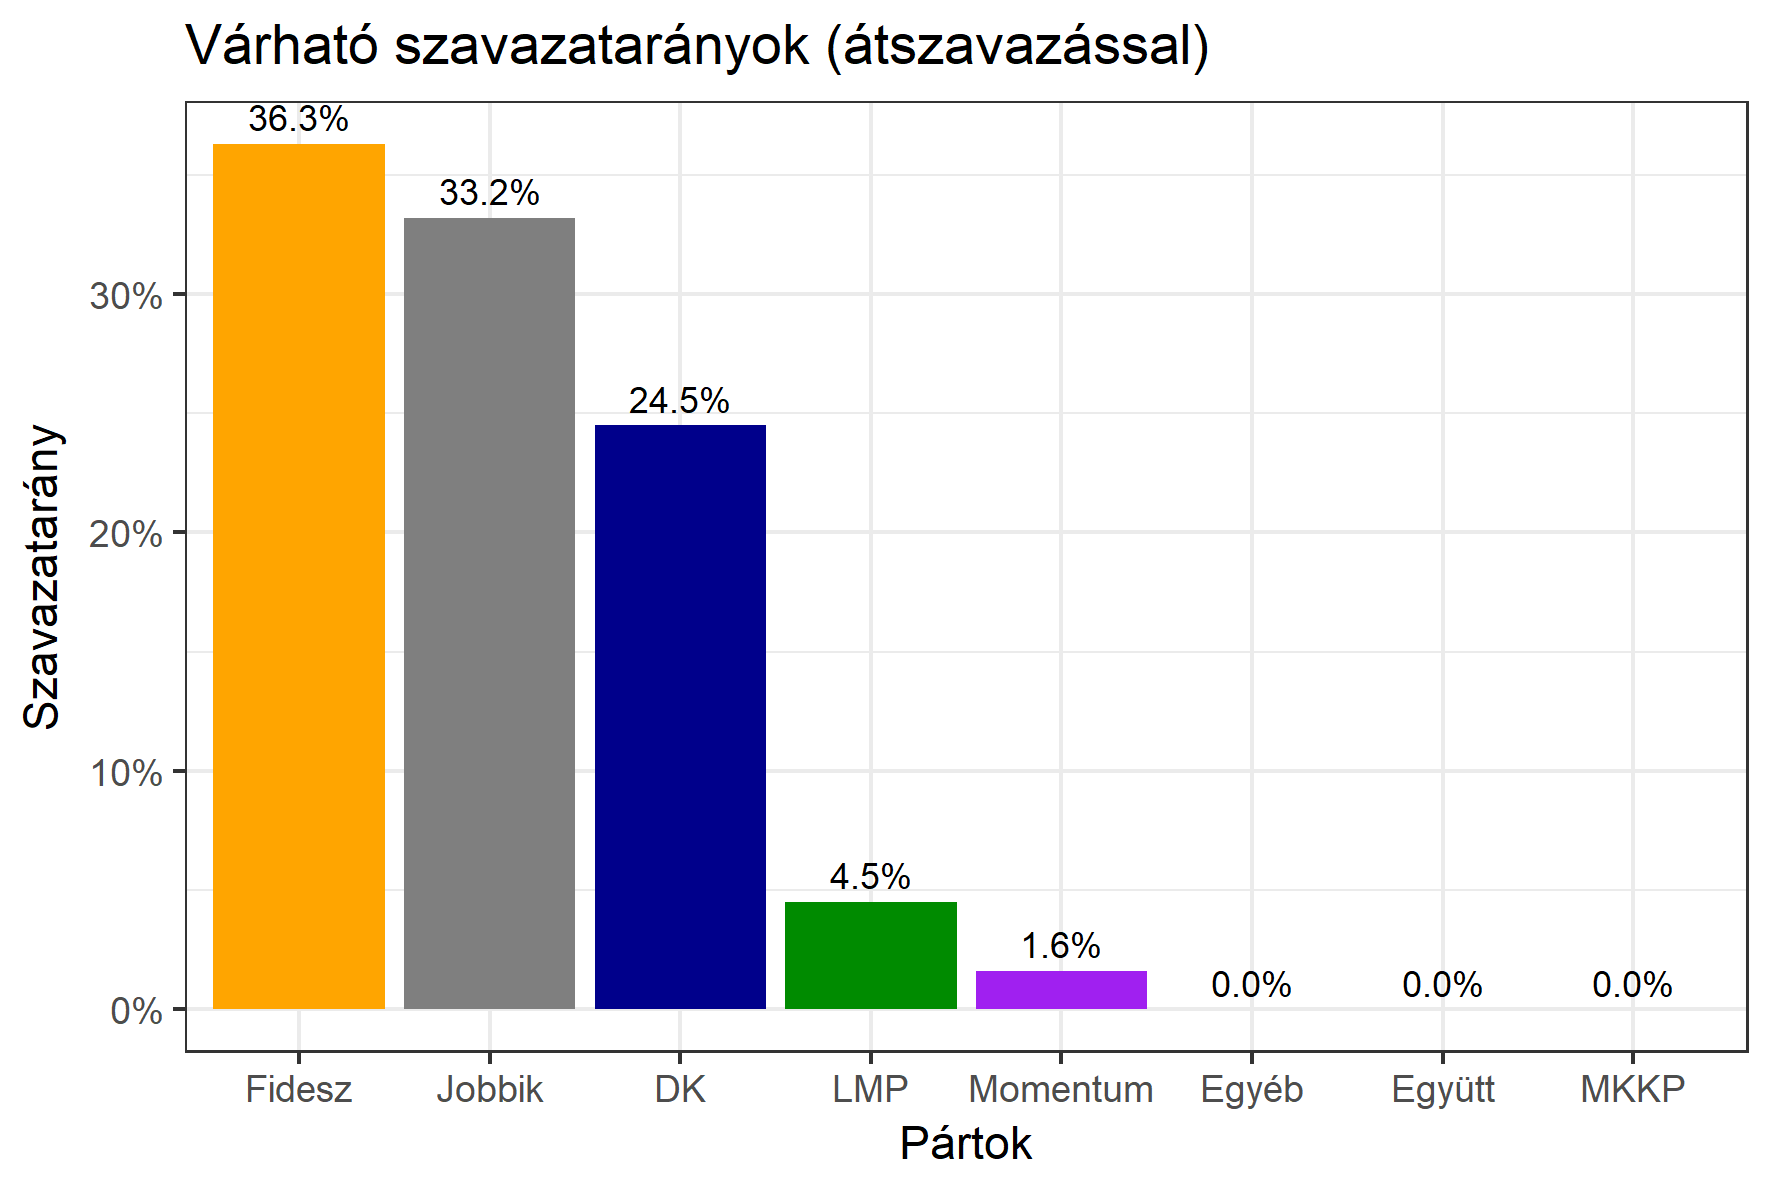 Várható szavazatarányok (átszavazással)
36.3%
33.2%
24.5%
4.5%
1.6%
0.0%
0.0%
0.0%
30%
20%
10%
0%
Szavazatarány
Fidesz
Jobbik
DK
LMP
Momentum
Egyéb
Együtt
MKKP
Pártok